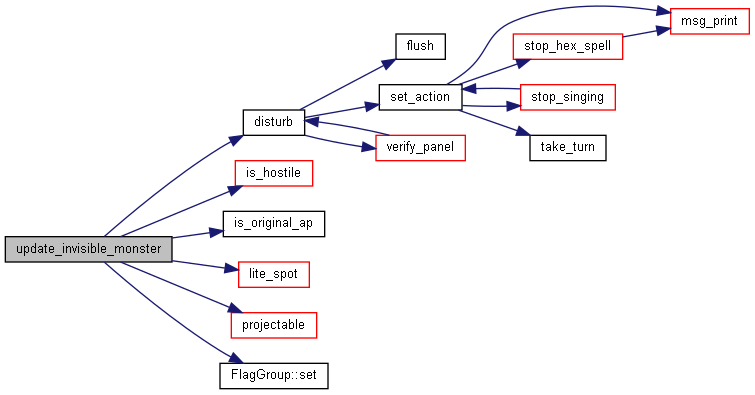 update_invisible_monster
disturb
is_hostile
is_original_ap
lite_spot
projectable
FlagGroup::set
flush
set_action
verify_panel
stop_hex_spell
stop_singing
take_turn
msg_print